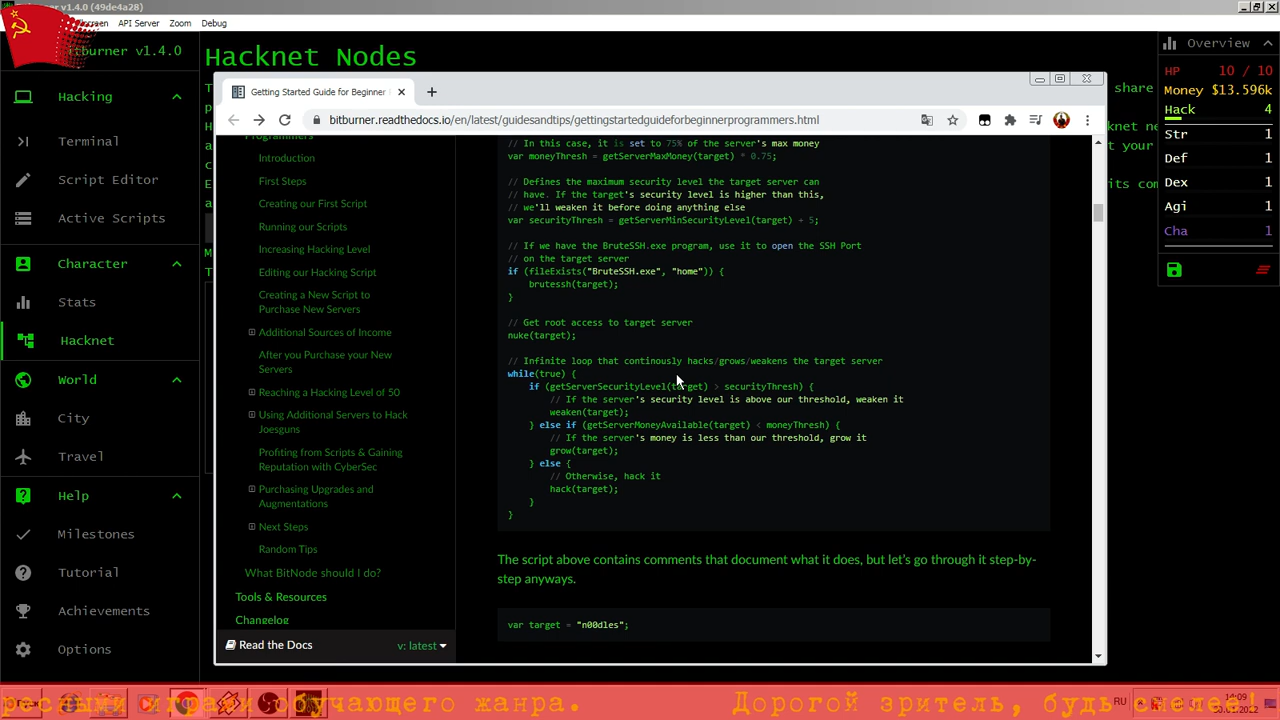 v1.4.0 (49de4a28)
API Server
Zoom
Debug
v1.4.0
Hacking
Terminal
Script Editor
Active Scripts
Character
Stats
Hacknet
World
City
Travel
Help
Milestones
Tutorial
Achievements
Options
Hacknet Nodes
share
Getting Started Guide for Beginner
bitburner.readthedocs.io/en/latest/guidesandtips/gettingstartedguideforbeginnerprogrammers.html
Programmers
Introduction
First Steps
Creating our First Script
Running our Scripts
Increasing Hacking Level
Editing our Hacking Script
Creating a New Script to
Purchase New Servers
Additional Sources of Income
After you Purchase your New
Servers
Reaching a Hacking Level of 50
Using Additional Servers to Hack
Joesguns
Profiting from Scripts & Gaining
Reputation with CyberSec
Purchasing Upgrades and
Augmentations
Next Steps
Random Tips
What BitNode should I do?
Tools & Resources
Changelog
Read the Docs
v: latest
// In this case, it is set to 75% of the server's max money
var moneyThresh = getServerMaxMoney(target) * 0.75;
// Defines the maximum security level the target server can
// have. If the target's security level is higher than this,
// we'll weaken it before doing anything else
var securityThresh = getServerMinSecurityLevel(target) + 5;
// If we have the BruteSSH.exe program, use it to open the SSH Port
// on the target server
if (fileExists("BruteSSH.exe", "home")) {
brutessh(target);
}
// Get root access to target server
nuke(target);
// Infinite loop that continously hacks/grows/weakens the target server
while(true) {
if (getServerSecurityLevel(target) > securityThresh) {
// If the server's security level is above our threshold, weaken it
weaken(target);
} else if (getServerMoneyAvailable(target) < moneyThresh) {
// If the server's money is less than our threshold, grow it
grow(target);
} else {
// Otherwise, hack it
hack(target);
}
}
The script above contains comments that document what it does, but let's go through it step-by-
step anyways.
var target = "n00dles";
Overview
HP 10 / 10
Money $13.596k
Hack 4
Str 1
Def 1
Dex 1
Agi 1
Cha 1
обучающего жанра. Дорогой зритель, будь
RU
14:09